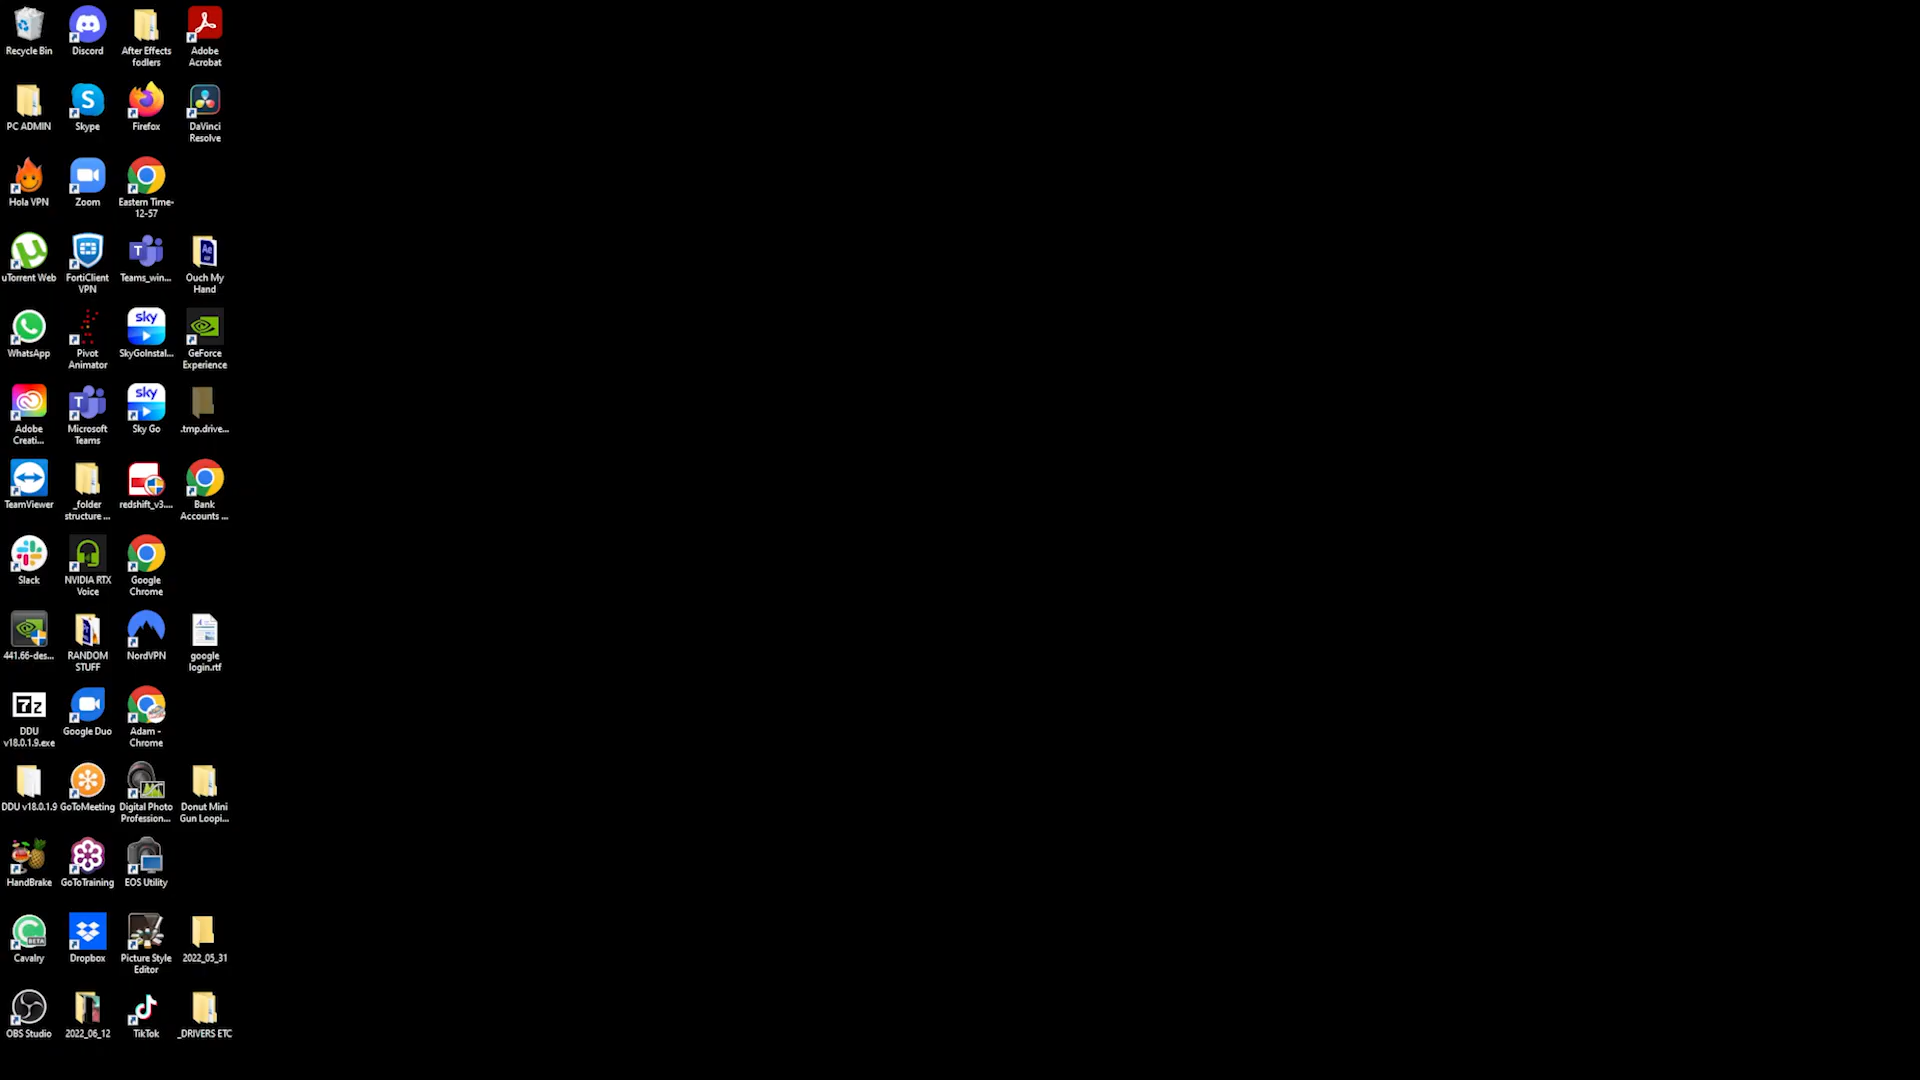 Recycle Bin
Discord
After Effects
fodlers
Adobe
Acrobat
PC ADMIN
Skype
Firefox
DaVinci
Resolve
Hola VPN
Zoom
Eastern Time-
12-57
uTorrent Web
FortiClient
VPN
Teams_win...
Ouch My
Hand
WhatsApp
Pivot
Animator
sky
SkyGoInstal...
GeForce
Experience
Adobe
Creati...
Microsoft
Teams
sky
Sky Go
.tmp.drive...
TeamViewer
_folder
structure ...
redshift_v3....
Bank
Accounts ...
Slack
NVIDIA RTX
Voice
Google
Chrome
441.66-des...
RANDOM
STUFF
NordVPN
google
login.rtf
7z
DDU
v18.0.1.9.exe
Google Duo
Adam -
Chrome
DDU v18.0.1.9
GoToMeeting
Digital Photo
Profession...
Donut Mini
Gun Loopi...
HandBrake
GoToTraining
EOS Utility
BETA
Cavalry
Dropbox
Picture Style
Editor
2022_05_31
OBS Studio
2022_06_12
TikTok
_DRIVERS ETC